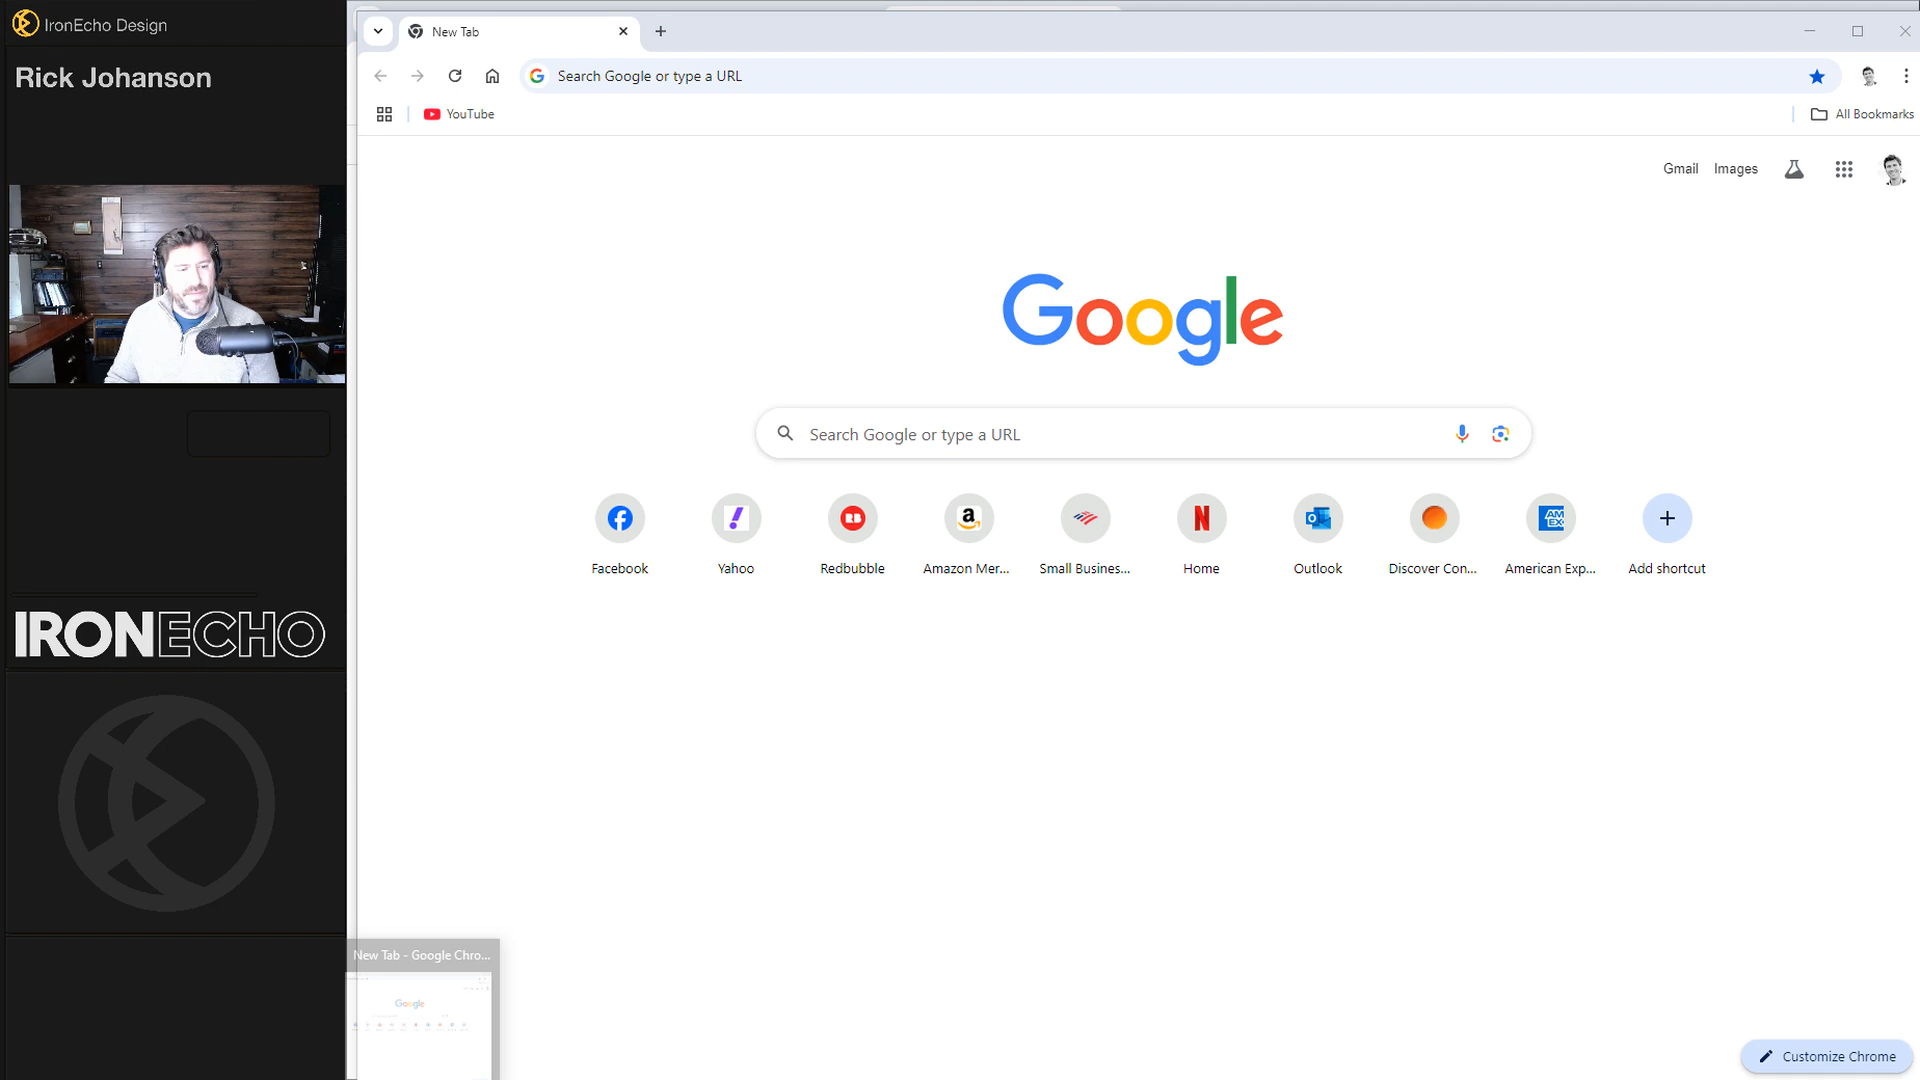 IronEcho Design
Rick Johanson
IRONECHO
New Tab
Search Google or type a URL
YouTube
All Bookmarks
Gmail
Images
Google
Search Google or type a URL
Facebook
Yahoo
Redbubble
Amazon Mer...
Small Busines...
Home
Outlook
Discover Con...
American Exp...
Add shortcut
New Tab - Google Chro...
Google
Customize Chrome